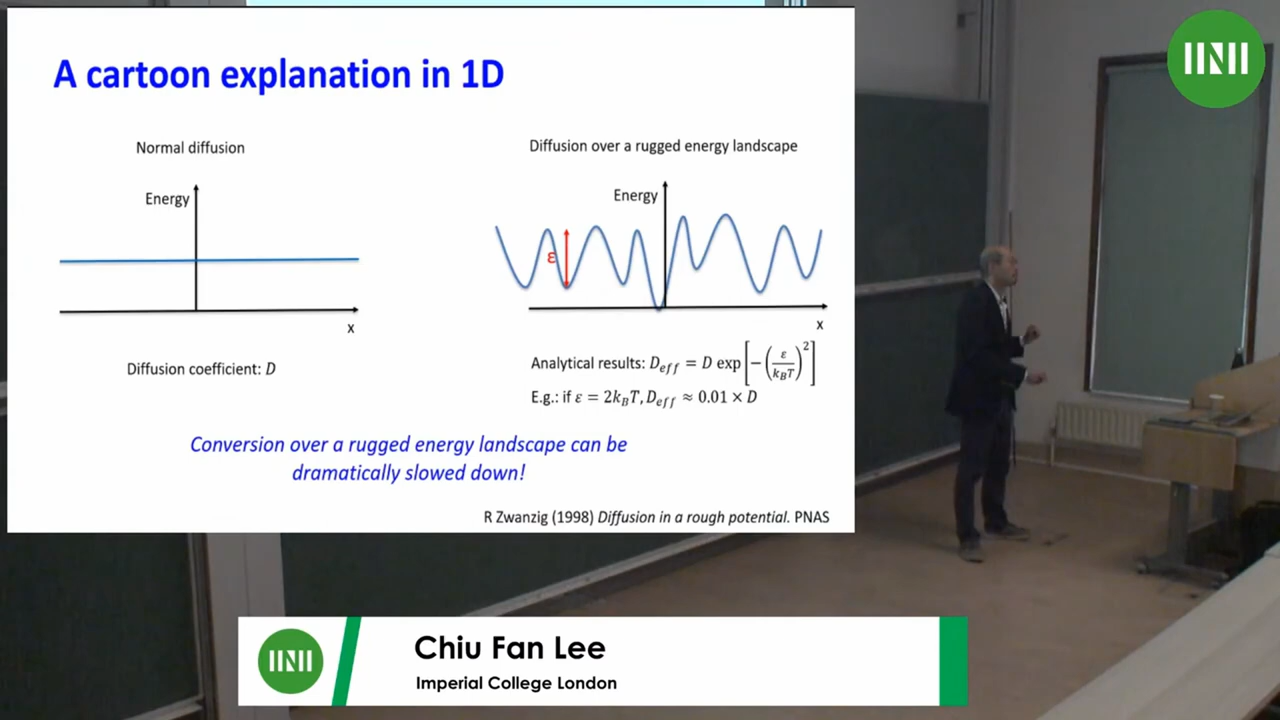 A cartoon explanation in 1D
Normal diffusion
Energy
x
Diffusion coefficient: D
Diffusion over a rugged energy landscape
Energy
ε
x
Analytical results: D_eff = D exp[−(ε/k_BT)^2]
E.g.: if ε = 2k_BT, D_eff ≈ 0.01 × D
Conversion over a rugged energy landscape can be
dramatically slowed down!
R Zwanzig (1998) Diffusion in a rough potential. PNAS
Chiu Fan Lee
Imperial College London